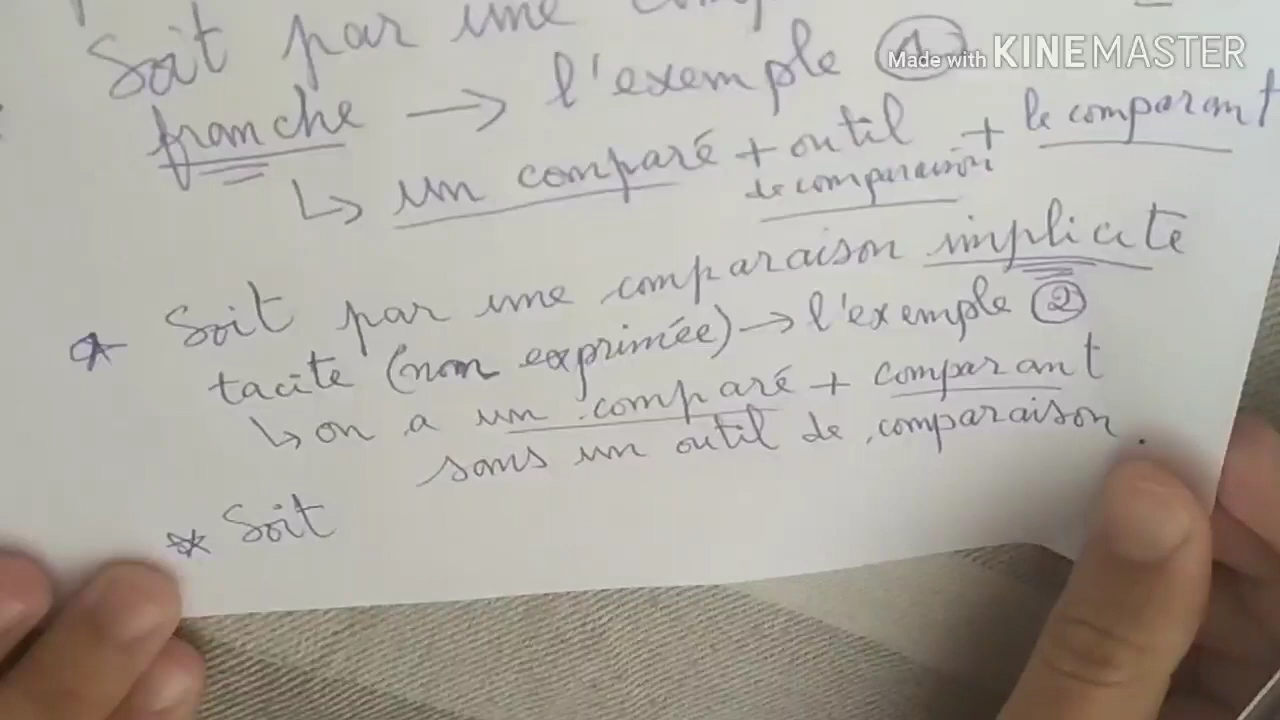 Soit par une comp
franche → l'exemple ①
Made with KINEMASTER
↳ un comparé + outil de comparaison + le comparant
* Soit par une comparaison implicite
tacite (non exprimée) → l'exemple ②
↳ on a un comparé + comparant
sans un outil de comparaison.
* Soit